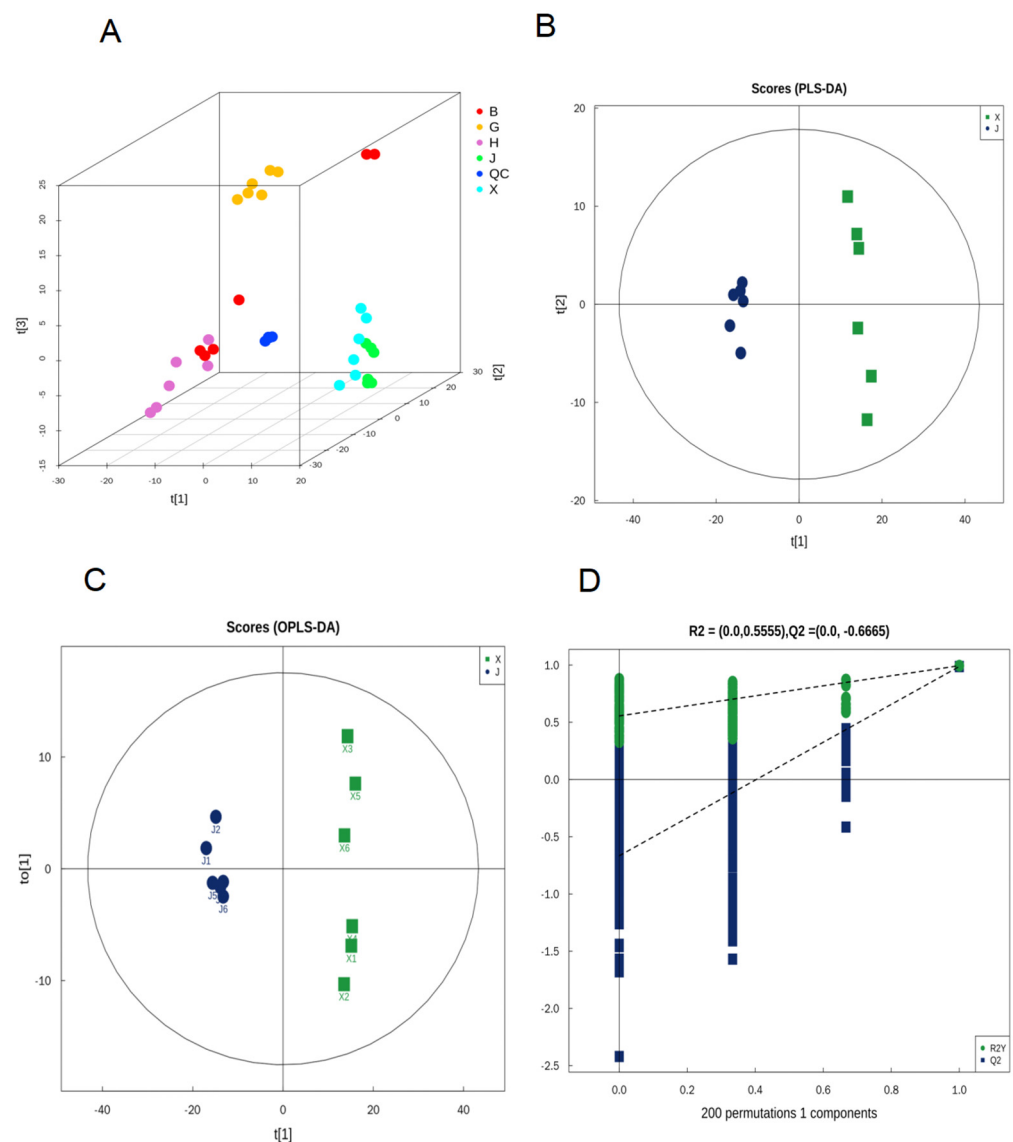 A
B
G
H
J
QC
X
25
20
15
10
5
0
-5
-10
-15
t[3]
-30
-20
-10
0
10
20
t[1]
-30
-20
-10
0
10
20
30
t[2]
B
Scores (PLS-DA)
X
J
20
10
0
-10
-20
t[2]
-40
-20
0
20
40
t[1]
C
Scores (OPLS-DA)
X
J
10
0
-10
to[1]
X3
X5
X6
X4
X1
X2
J2
J1
J5
J6
-40
-20
0
20
40
t[1]
D
R2 = (0.0,0.5555),Q2 =(0.0, -0.6665)
1.0
0.5
0.0
-0.5
-1.0
-1.5
-2.0
-2.5
R2Y
Q2
0.0
0.2
0.4
0.6
0.8
1.0
200 permutations 1 components